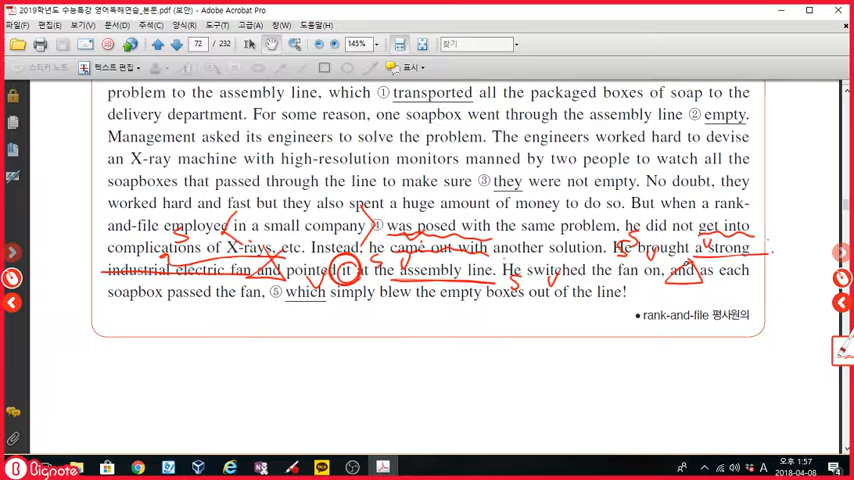 2019학년도 수능특강 영어독해연습_본문.pdf (보안) - Adobe Acrobat Pro
파일(F) 편집(E) 보기(V) 문서(D) 주석(C) 양식(R) 도구(T) 고급(A) 창(W) 도움말(H)
72 / 232 145% 찾기
스티커 노트 텍스트 편집 표시
problem to the assembly line, which ① transported all the packaged boxes of soap to the
delivery department. For some reason, one soapbox went through the assembly line ② empty.
Management asked its engineers to solve the problem. The engineers worked hard to devise
an X-ray machine with high-resolution monitors manned by two people to watch all the
soapboxes that passed through the line to make sure ③ they were not empty. No doubt, they
worked hard and fast but they also spent a huge amount of money to do so. But when a rank-
and-file employee in a small company ④ was posed with the same problem, he did not get into
complications of X-rays, etc. Instead, he came out with another solution. He brought a strong
industrial electric fan and pointed it at the assembly line. He switched the fan on, and as each
soapbox passed the fan, ⑤ which simply blew the empty boxes out of the line!
● rank-and-file 평사원의
Bignote
A 오후 1:57
2018-04-08